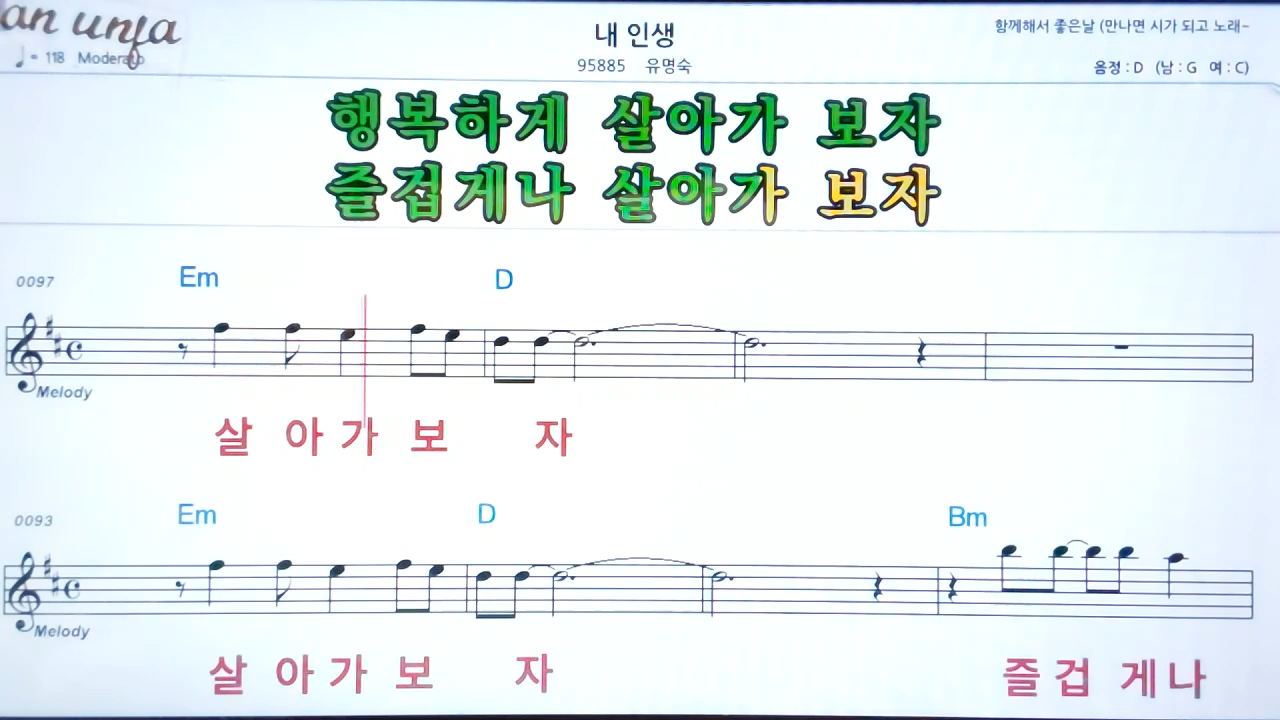 an unja
내 인생
함께해서 좋은날 (만나면 시가 되고 노래~
♩= 118 Moderato
95885 유명숙
음정 : D (남 : G 여 : C)
행복하게 살아가 보자
즐겁게나 살아가 보자
0097 Em D
Melody
살 아 가 보 자
0093 Em D Bm
Melody
살 아 가 보 자 즐 겁 게 나